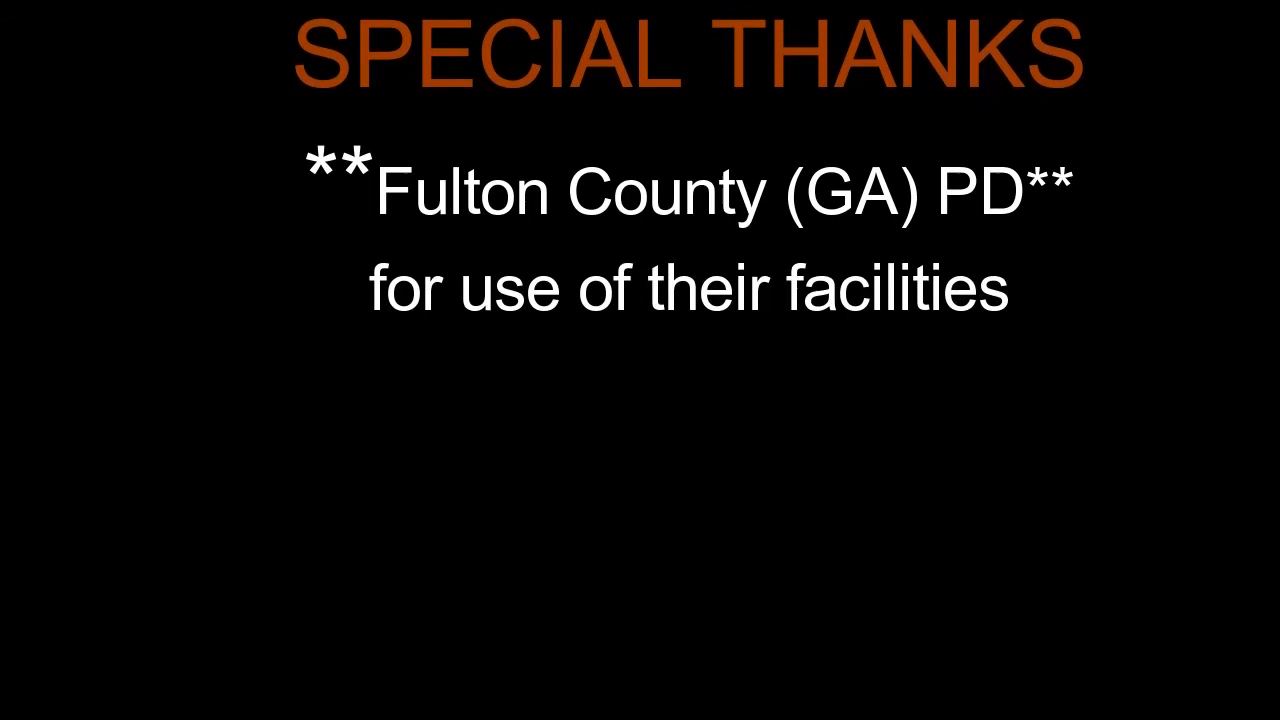 SPECIAL THANKS
**Fulton County (GA) PD**
for use of their facilities